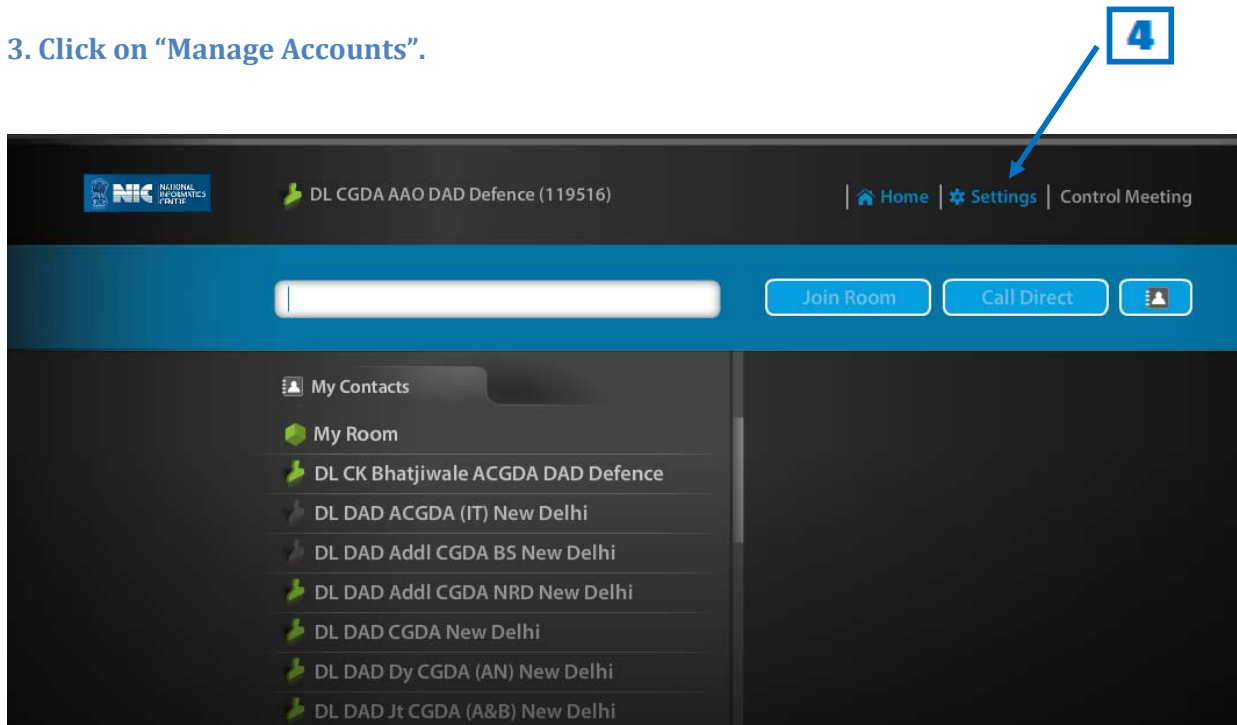 4
3. Click on “Manage Accounts”.
NIC NATIONAL INFORMATICS CENTRE
DL CGDA AAO DAD Defence (119516)
Home | Settings | Control Meeting
Join Room
Call Direct
My Contacts
My Room
DL CK Bhatjiwale ACGDA DAD Defence
DL DAD ACGDA (IT) New Delhi
DL DAD Addl CGDA BS New Delhi
DL DAD Addl CGDA NRD New Delhi
DL DAD CGDA New Delhi
DL DAD Dy CGDA (AN) New Delhi
DL DAD Jt CGDA (A&B) New Delhi